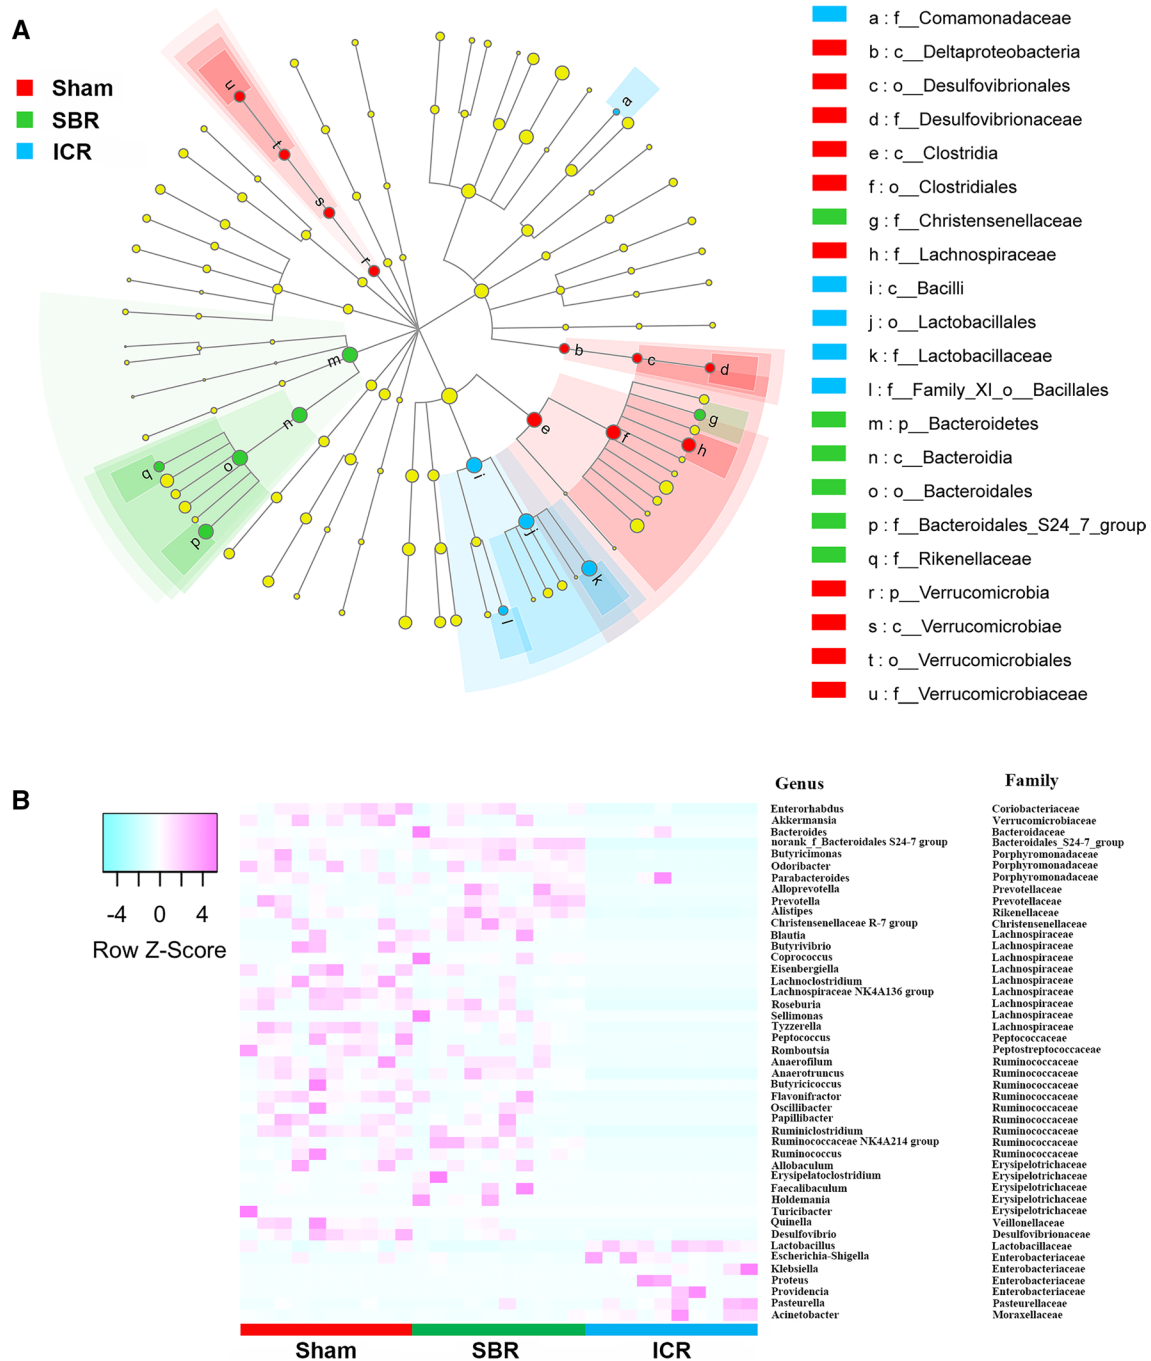 A
Sham
SBR
ICR
a
u
t
s
r
m
n
o
q
p
b
c
d
e
f
g
h
i
j
k
l
a : f__Comamonadaceae
b : c__Deltaproteobacteria
c : o__Desulfovibrionales
d : f__Desulfovibrionaceae
e : c__Clostridia
f : o__Clostridiales
g : f__Christensenellaceae
h : f__Lachnospiraceae
i : c__Bacilli
j : o__Lactobacillales
k : f__Lactobacillaceae
l : f__Family_XI_o__Bacillales
m : p__Bacteroidetes
n : c__Bacteroidia
o : o__Bacteroidales
p : f__Bacteroidales_S24_7_group
q : f__Rikenellaceae
r : p__Verrucomicrobia
s : c__Verrucomicrobiae
t : o__Verrucomicrobiales
u : f__Verrucomicrobiaceae
B
-4 0 4
Row Z-Score
Genus Family
Enterorhabdus Coriobacteriaceae
Akkermansia Verrucomicrobiaceae
Bacteroides Bacteroidaceae
norank_f_Bacteroidales S24-7 group Bacteroidales_S24-7_group
Butyricimonas Porphyromonadaceae
Odoribacter Porphyromonadaceae
Parabacteroides Porphyromonadaceae
Alloprevotella Prevotellaceae
Prevotella Prevotellaceae
Alistipes Rikenellaceae
Christensenellaceae R-7 group Christensenellaceae
Blautia Lachnospiraceae
Butyrivibrio Lachnospiraceae
Coprococcus Lachnospiraceae
Eisenbergiella Lachnospiraceae
Lachnoclostridium Lachnospiraceae
Lachnospiraceae NK4A136 group Lachnospiraceae
Roseburia Lachnospiraceae
Sellimonas Lachnospiraceae
Tyzzerella Lachnospiraceae
Peptococcus Peptococcaceae
Romboutsia Peptostreptococcaceae
Anaerofilum Ruminococcaceae
Anaerotruncus Ruminococcaceae
Butyricicoccus Ruminococcaceae
Flavonifractor Ruminococcaceae
Oscillibacter Ruminococcaceae
Papillibacter Ruminococcaceae
Ruminiclostridium Ruminococcaceae
Ruminococcaceae NK4A214 group Ruminococcaceae
Ruminococcus Ruminococcaceae
Allobaculum Erysipelotrichaceae
Erysipelatoclostridium Erysipelotrichaceae
Faecalibaculum Erysipelotrichaceae
Holdemania Erysipelotrichaceae
Turicibacter Erysipelotrichaceae
Quinella Veillonellaceae
Desulfovibrio Desulfovibrionaceae
Lactobacillus Lactobacillaceae
Escherichia-Shigella Enterobacteriaceae
Klebsiella Enterobacteriaceae
Proteus Enterobacteriaceae
Providencia Enterobacteriaceae
Pasteurella Pasteurellaceae
Acinetobacter Moraxellaceae
Sham SBR ICR